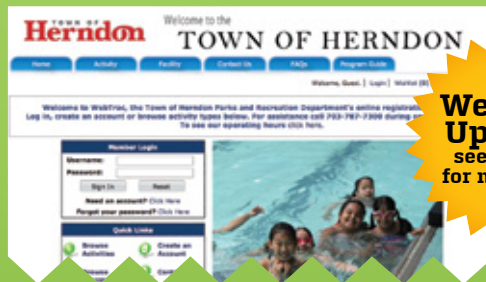 TOWN OF
Herndon
Welcome to the
TOWN OF HERNDON
Home
Activity
Facility
Contact Us
FAQs
Program Guide
Welcome, Guest. | Login | Wishlist (0)
Welcome to WebTrac, the Town of Herndon Parks and Recreation Department's online registrati
Log in, create an account or browse activity types below. For assistance call 703-787-7300 during
To see our operating hours click here.
We
Up
see
for m
Member Login
Username:
Password:
Sign In
Reset
Need an account? Click Here
Forgot your password? Click Here
Quick Links
Browse Activities
Create an Account
Browse